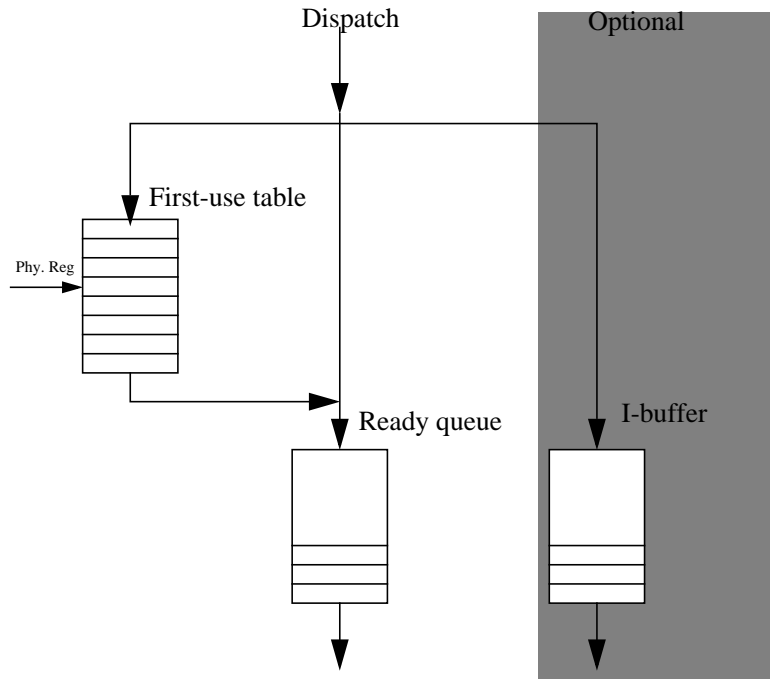 Dispatch
Optional
First-use table
Phy. Reg
Ready queue
I-buffer